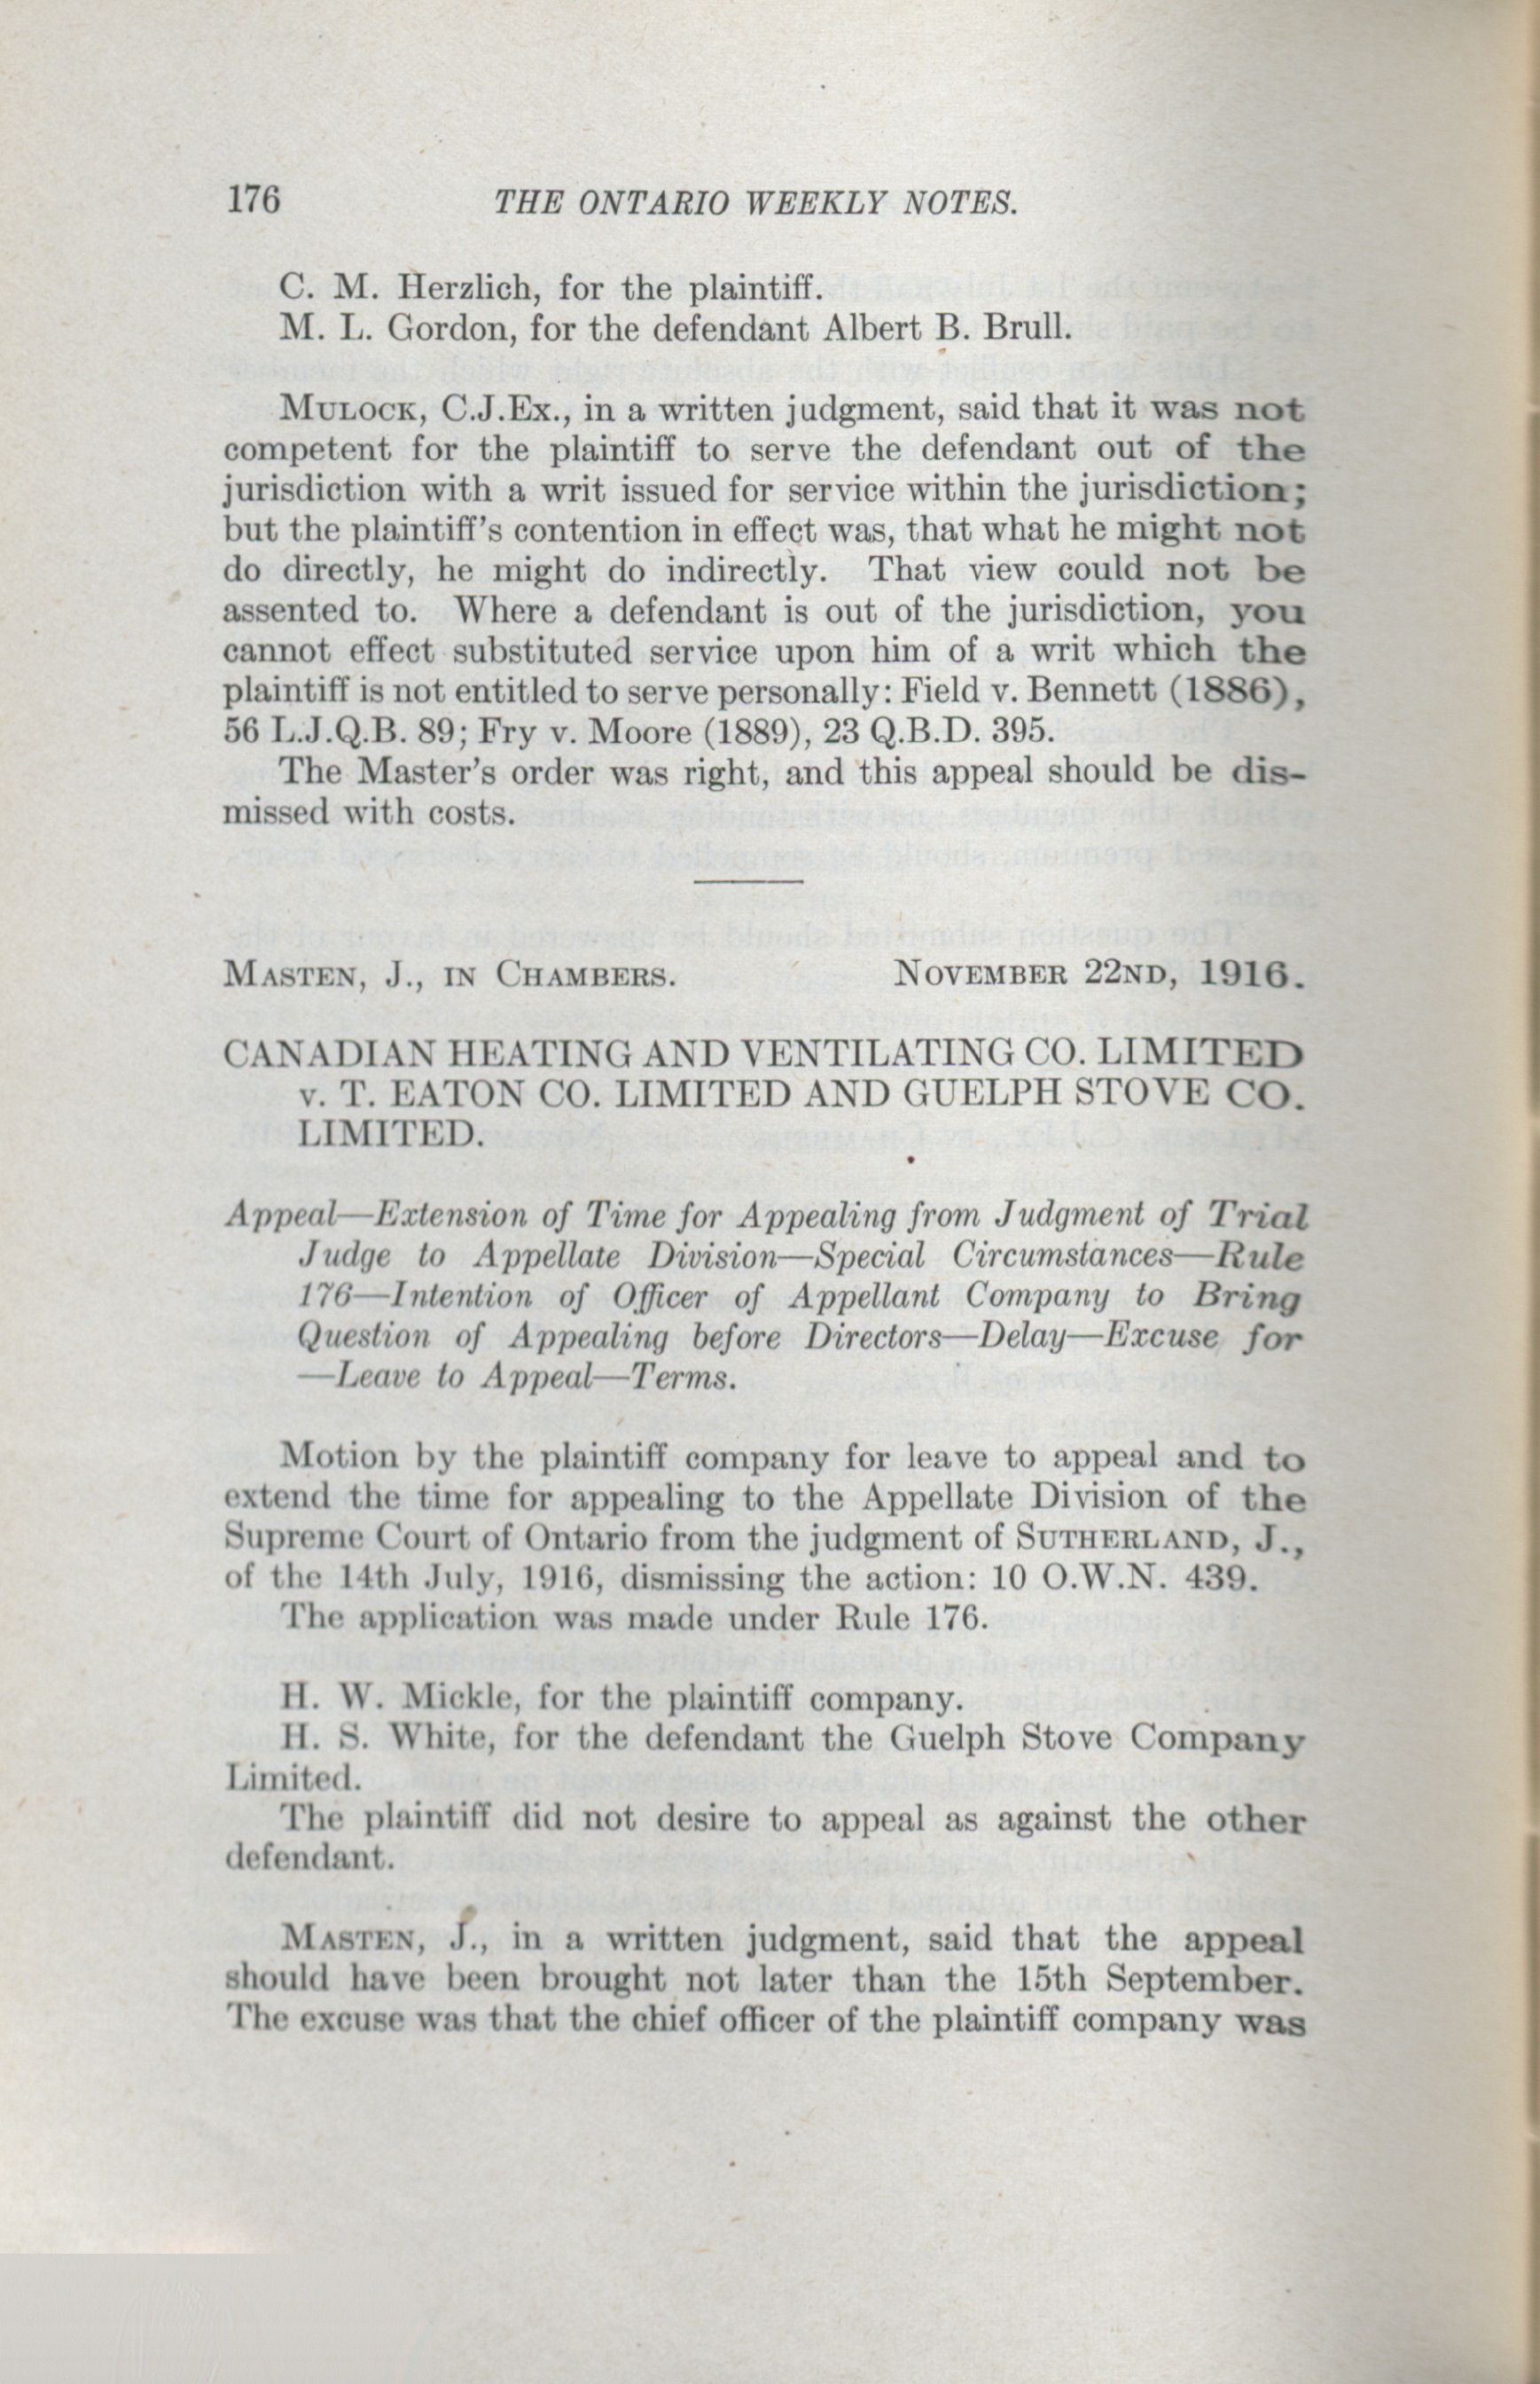 176 THE ONTARIO WEEKLY NOTES.
C. M. Herzlich, for the plaintiff.
M. L. Gordon, for the defendant Albert B. Brull.
MULOCK, C.J.Ex., in a written judgment, said that it was not
competent for the plaintiff to serve the defendant out of the
jurisdiction with a writ issued for service within the jurisdiction;
but the plaintiff's contention in effect was, that what he might not
do directly, he might do indirectly. That view could not be
assented to. Where a defendant is out of the jurisdiction, you
cannot effect substituted service upon him of a writ which the
plaintiff is not entitled to serve personally: Field v. Bennett (1886),
56 L.J.Q.B. 89; Fry v. Moore (1889), 23 Q.B.D. 395.
The Master's order was right, and this appeal should be dis-
missed with costs.
MASTEN, J., IN CHAMBERS. NOVEMBER 22ND, 1916.
CANADIAN HEATING AND VENTILATING CO. LIMITED
v. T. EATON CO. LIMITED AND GUELPH STOVE CO.
LIMITED.
Appeal—Extension of Time for Appealing from Judgment of Trial
Judge to Appellate Division—Special Circumstances—Rule
176—Intention of Officer of Appellant Company to Bring
Question of Appealing before Directors—Delay—Excuse for
—Leave to Appeal—Terms.
Motion by the plaintiff company for leave to appeal and to
extend the time for appealing to the Appellate Division of the
Supreme Court of Ontario from the judgment of SUTHERLAND, J.,
of the 14th July, 1916, dismissing the action: 10 O.W.N. 439.
The application was made under Rule 176.
H. W. Mickle, for the plaintiff company.
H. S. White, for the defendant the Guelph Stove Company
Limited.
The plaintiff did not desire to appeal as against the other
defendant.
MASTEN, J., in a written judgment, said that the appeal
should have been brought not later than the 15th September.
The excuse was that the chief officer of the plaintiff company was